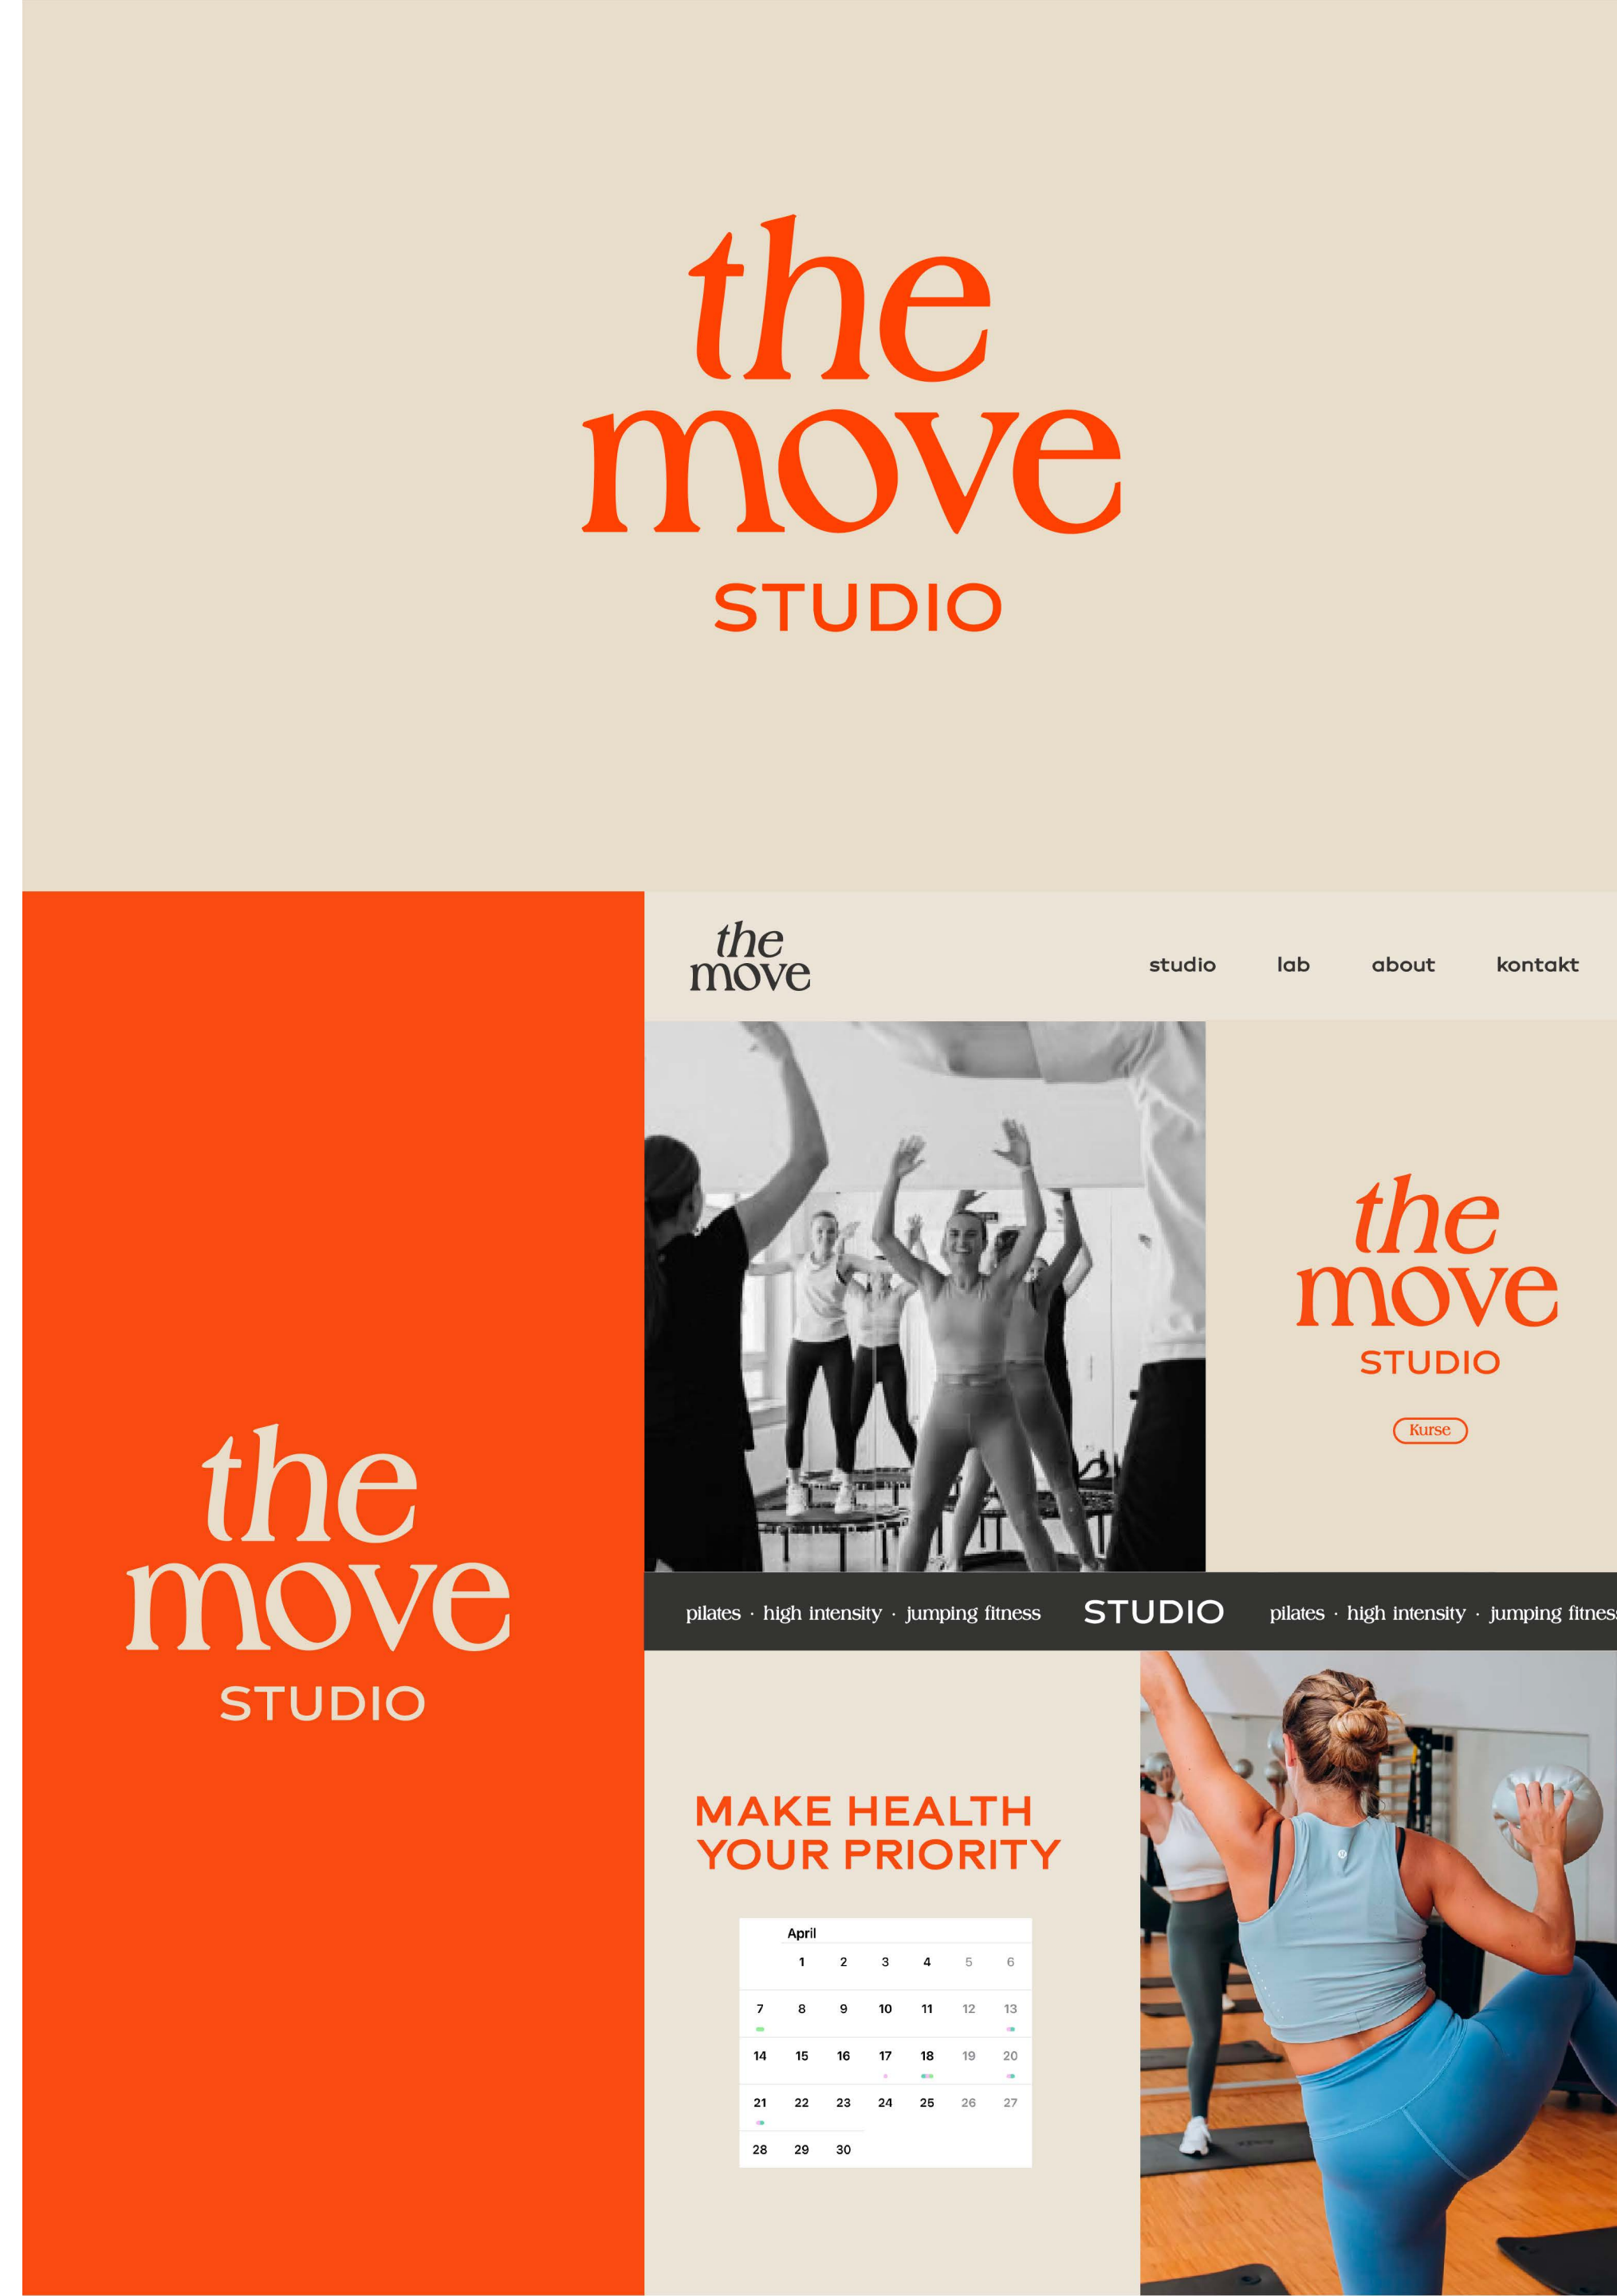 the
move
STUDIO
the
move
STUDIO
the
move
studio lab about kontakt
the
move
STUDIO
Kurse
pilates · high intensity · jumping fitness STUDIO pilates · high intensity · jumping fitnes
MAKE HEALTH
YOUR PRIORITY
April
1 2 3 4 5 6
7 8 9 10 11 12 13
14 15 16 17 18 19 20
21 22 23 24 25 26 27
28 29 30